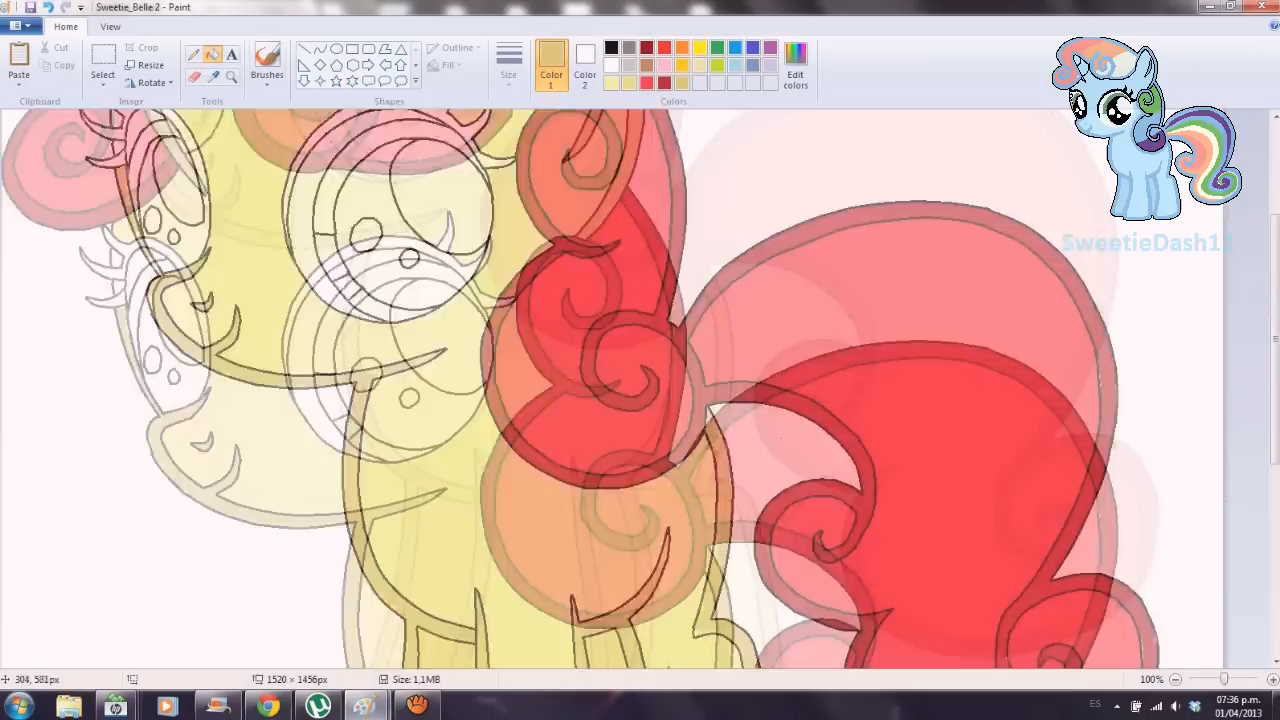 Sweetie_Belle 2 - Paint
Home View
Paste
Cut
Copy
Clipboard
Select
Crop
Resize
Rotate
Image
A
Tools
Brushes
Outline
Fill
Shapes
Size
Color 1
Color 2
Edit colors
Colors
SweetieDash12
304, 581px
1520 × 1456px
Size: 1,1MB
100%
ES
07:36 p.m.
01/04/2013